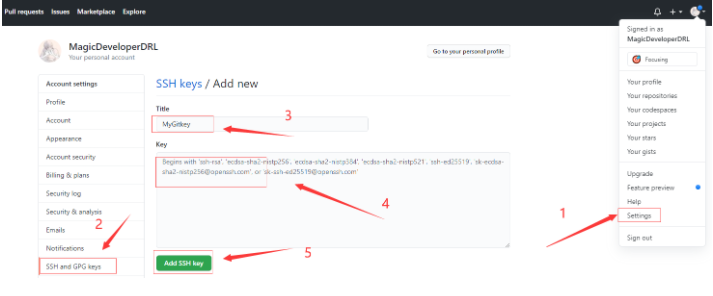 Pull requests Issues Marketplace Explore
Signed in as
MagicDeveloperDRL
Focusing
Your profile
Your repositories
Your codespaces
Your projects
Your stars
Your gists
Upgrade
Feature preview
Help
Settings
Sign out
1
MagicDeveloperDRL
Your personal account
Go to your personal profile
Account settings
Profile
Account
Appearance
Account security
Billing & plans
Security log
Security & analysis
Emails
2
Notifications
SSH and GPG keys
SSH keys / Add new
Title
MyGitkey
3
Key
Begins with 'ssh-rsa', 'ecdsa-sha2-nistp256', 'ecdsa-sha2-nistp384', 'ecdsa-sha2-nistp521', 'ssh-ed25519', 'sk-ecdsa-
sha2-nistp256@openssh.com', or 'sk-ssh-ed25519@openssh.com'
4
Add SSH key
5